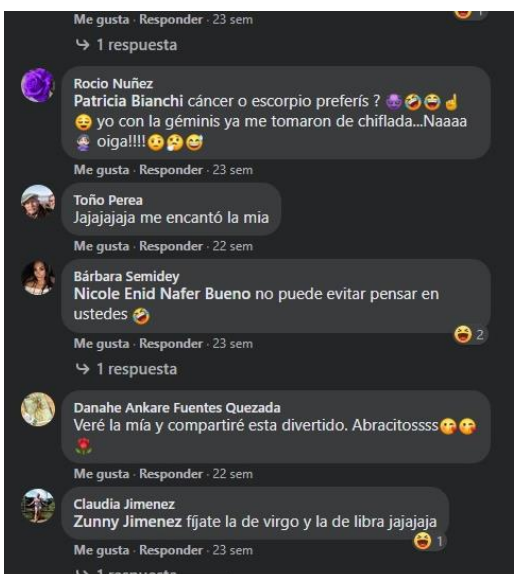 Me gusta · Responder · 23 sem
1
1 respuesta
Rocio Nuñez
Patricia Bianchi cáncer o escorpio preferís ?
yo con la géminis ya me tomaron de chiflada...Naaaa
oiga!!!!
Me gusta · Responder · 23 sem
Toño Perea
Jajajajaja me encantó la mia
Me gusta · Responder · 22 sem
Bárbara Semidey
Nicole Enid Nafer Bueno no puede evitar pensar en
ustedes 🤣
2
Me gusta · Responder · 23 sem
1 respuesta
Danahe Ankare Fuentes Quezada
Veré la mía y compartiré esta divertido. Abracitossss
Me gusta · Responder · 22 sem
Claudia Jimenez
Zunny Jimenez fíjate la de virgo y la de libra jajajaja
1
Me gusta · Responder · 23 sem
1 respuesta